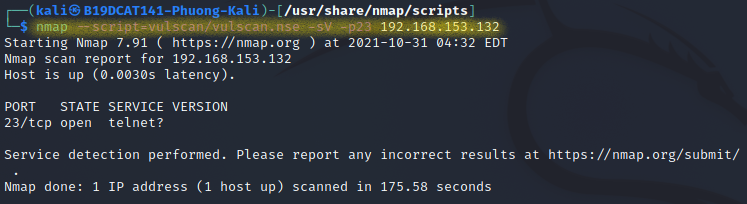 ┌──(kali㉿B19DCAT141-Phuong-Kali)-[/usr/share/nmap/scripts]
└─$ nmap --script=vulscan/vulscan.nse -sV -p23 192.168.153.132
Starting Nmap 7.91 ( https://nmap.org ) at 2021-10-31 04:32 EDT
Nmap scan report for 192.168.153.132
Host is up (0.0030s latency).
PORT   STATE SERVICE VERSION
23/tcp open  telnet?
Service detection performed. Please report any incorrect results at https://nmap.org/submit/
 .
Nmap done: 1 IP address (1 host up) scanned in 175.58 seconds